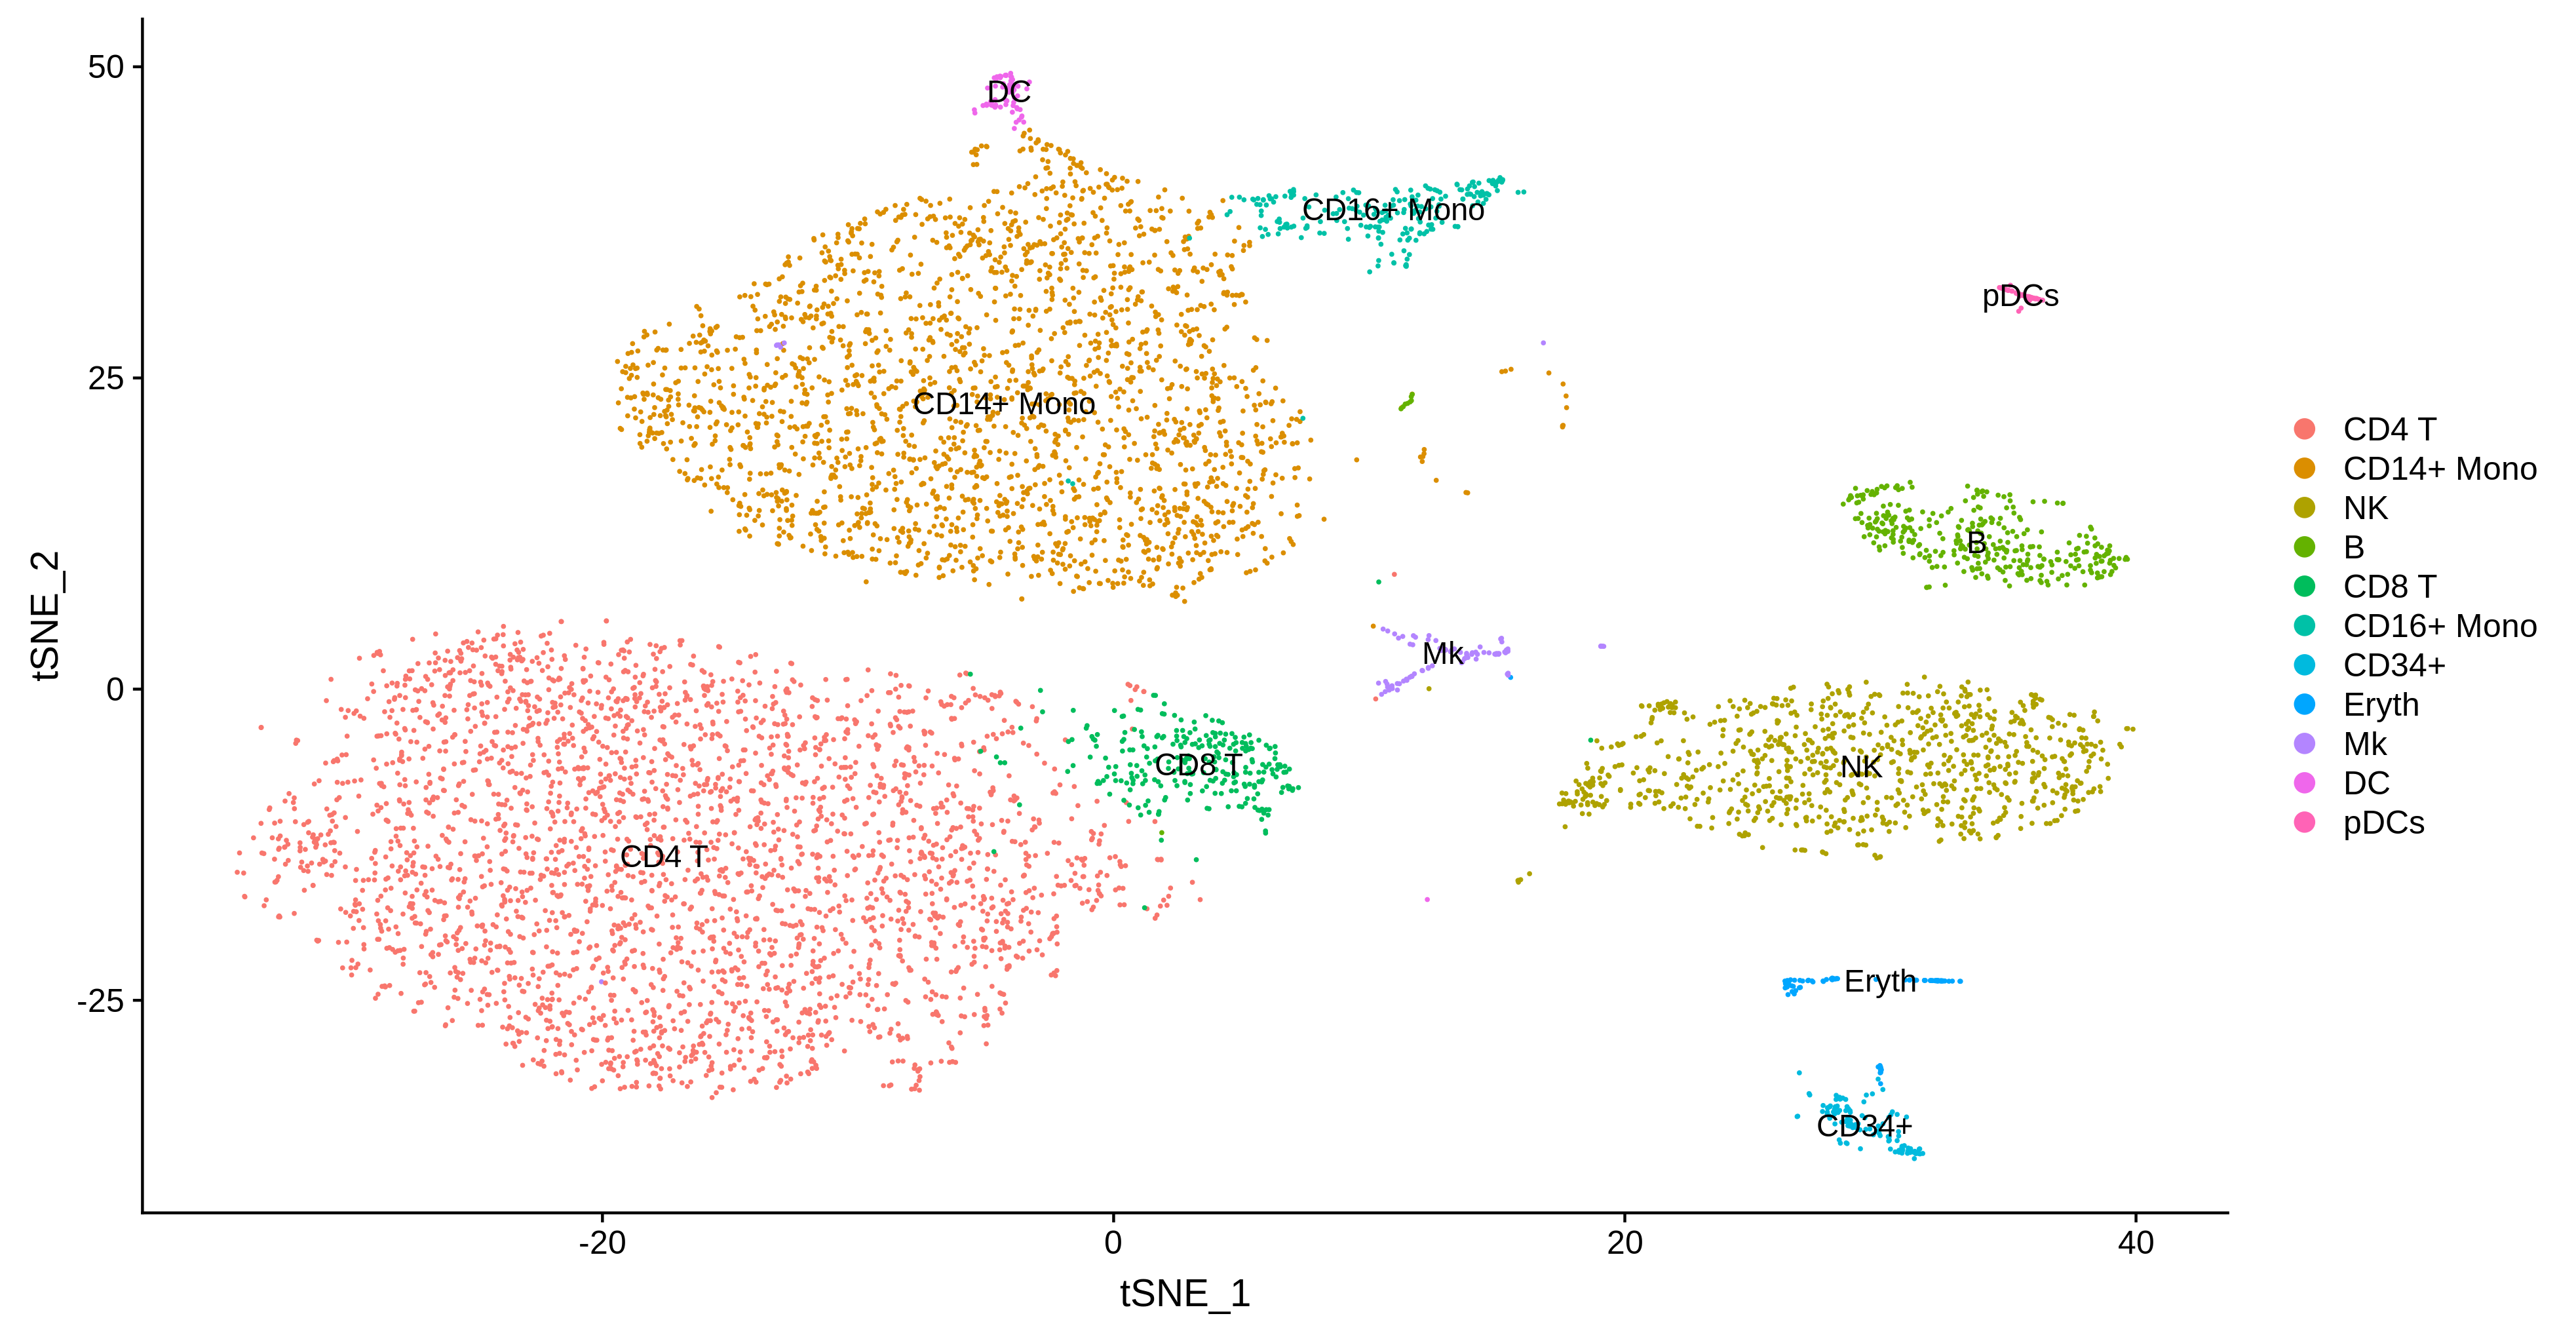 50
25
0
-25
tSNE_2
-20
0
20
40
tSNE_1
DC
CD16+ Mono
pDCs
CD14+ Mono
B
Mk
CD8 T
NK
CD4 T
Eryth
CD34+
CD4 T
CD14+ Mono
NK
B
CD8 T
CD16+ Mono
CD34+
Eryth
Mk
DC
pDCs